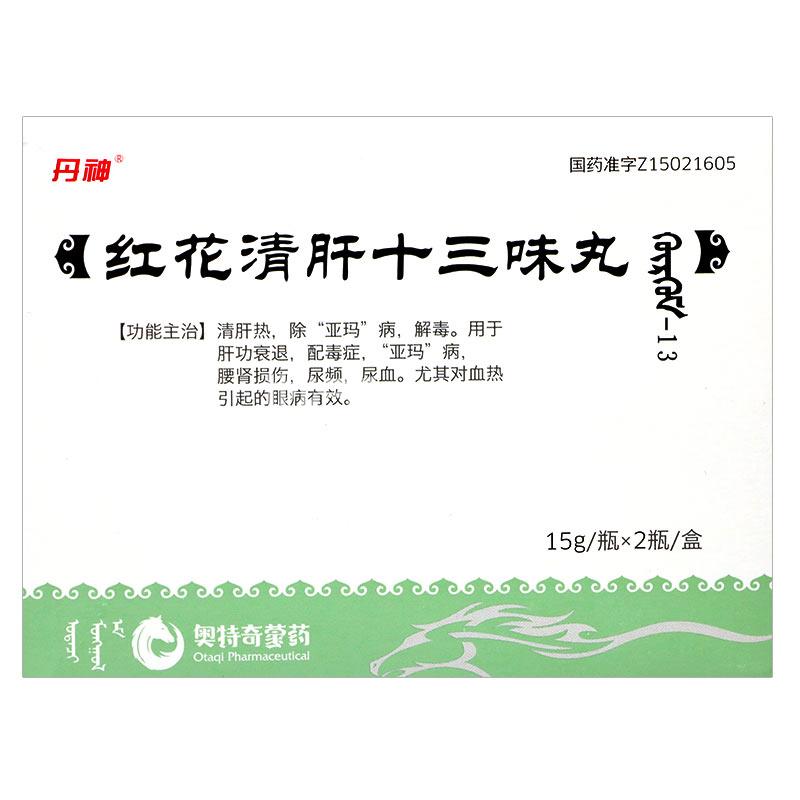 丹神®
国药准字Z15021605
红花清肝十三味丸
-13
【功能主治】清肝热，除“亚玛”病，解毒。用于
肝功衰退，配毒症，“亚玛”病，
腰肾损伤，尿频，尿血。尤其对血热
引起的眼病有效。
15g/瓶×2瓶/盒
奥特奇蒙药
Otaqi Pharmaceutical